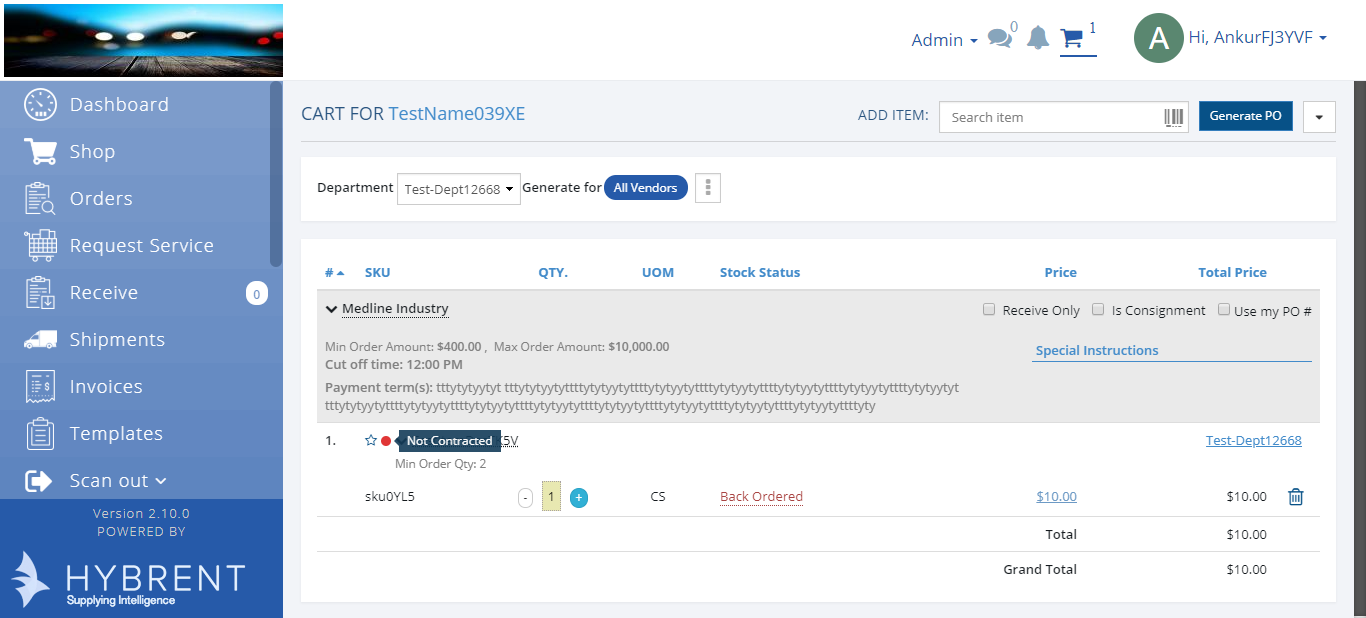 Admin 0 1 A Hi, AnkurFJ3YVF
Dashboard
Shop
Orders
Request Service
Receive 0
Shipments
Invoices
Templates
Scan out
Version 2.10.0
POWERED BY
HYBRENT
Supplying Intelligence
CART FOR TestName039XE ADD ITEM: Search item Generate PO
Department Test-Dept12668 Generate for All Vendors
# SKU QTY. UOM Stock Status Price Total Price
Medline Industry Receive Only Is Consignment Use my PO #
Min Order Amount: $400.00 , Max Order Amount: $10,000.00
Special Instructions
Cut off time: 12:00 PM
Payment term(s): tttytytyytyt tttytytyytyttttytytyytyttttytytyytyttttytytyytyttttytytyytyttttytytyytyttttytytyytyt
tttytytyytyttttytytyytyttttytytyytyttttytytyytyttttytytyytyttttytytyytyttttytytyytyttttytytyytyttttyty
1. Not Contracted K5V Test-Dept12668
Min Order Qty: 2
sku0YL5 - 1 + CS Back Ordered $10.00 $10.00
Total $10.00
Grand Total $10.00